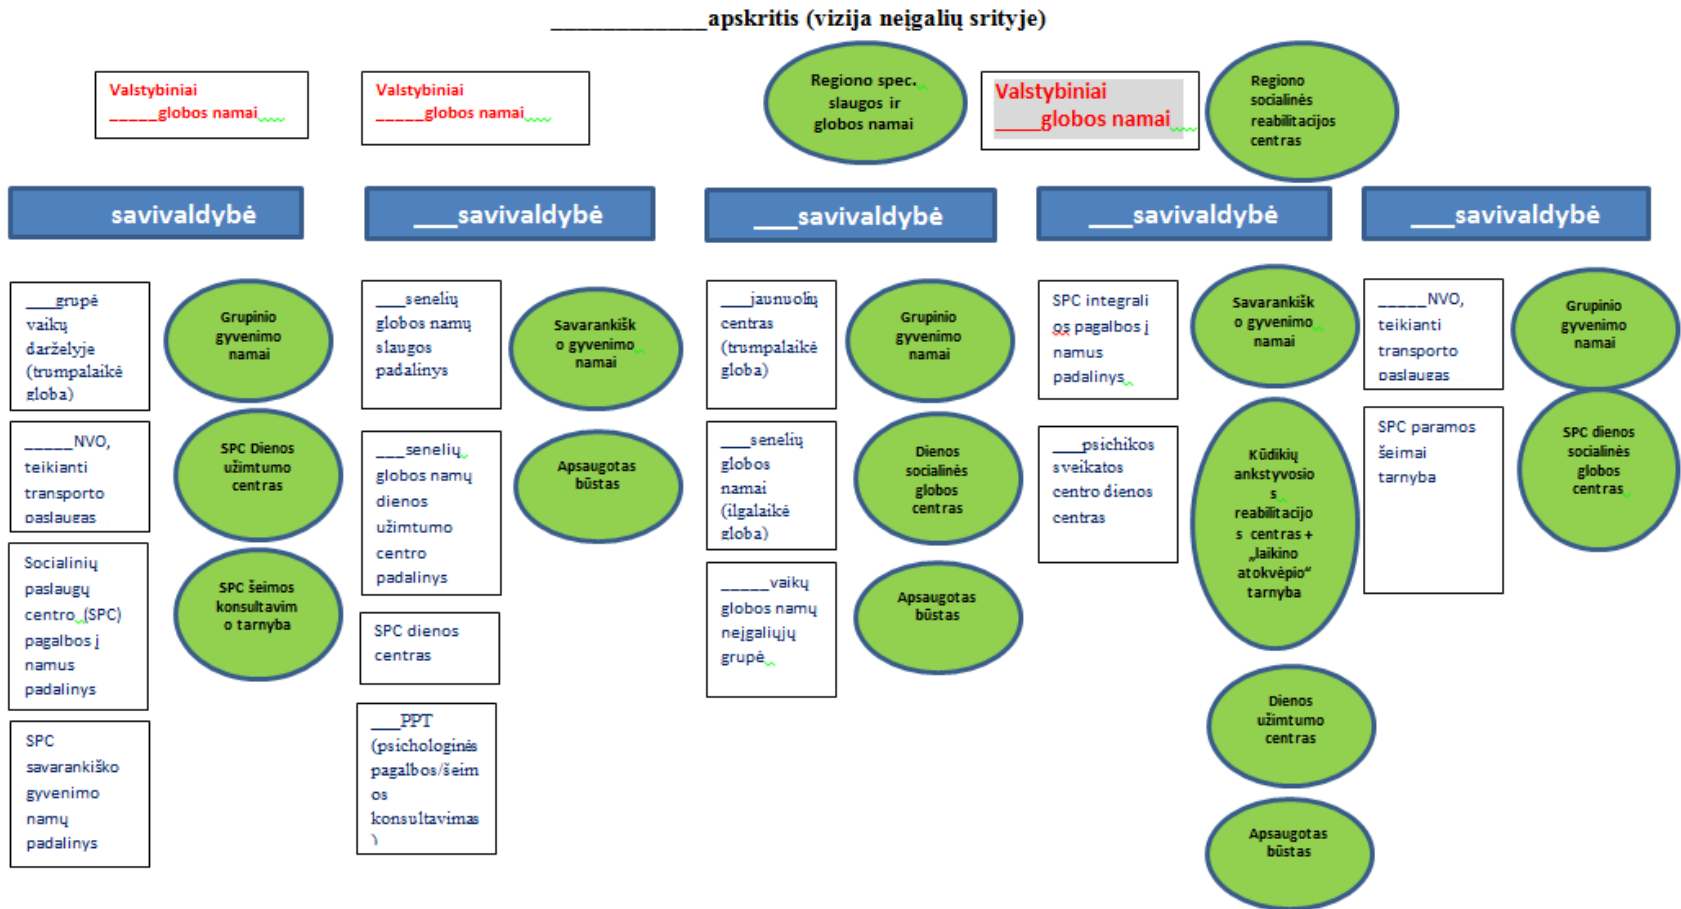 ____________apskritis (vizija neįgalių srityje)
Valstybiniai
_____globos namai
Valstybiniai
_____globos namai
Regiono spec.
slaugos ir
globos namai
Valstybiniai
____globos namai
Regiono
socialinės
reabilitacijos
centras
savivaldybė
___savivaldybė
___savivaldybė
___savivaldybė
___savivaldybė
___grupė
vaikų
darželyje
(trumpalaikė
globa)
_____NVO,
teikianti
transporto
paslaugas
Socialinių
paslaugų
centro (SPC)
pagalbos į
namus
padalinys
SPC
savarankiško
gyvenimo
namų
padalinys
Grupinio
gyvenimo
namai
SPC Dienos
užimtumo
centras
SPC šeimos
konsultavim
o tarnyba
___senelių
globos namų
slaugos
padalinys
___senelių
globos namų
dienos
užimtumo
centro
padalinys
SPC dienos
centras
___PPT
(psichologinės
pagalbos/šeim
os
konsultavimas
)
Savarankišk
o gyvenimo
namai
Apsaugotas
būstas
___jaunuolių
centras
(trumpalaikė
globa)
___senelių
globos
namai
(ilgalaikė
globa)
_____vaikų
globos namų
neįgaliųjų
grupė
Grupinio
gyvenimo
namai
Dienos
socialinės
globos
centras
Apsaugotas
būstas
SPC integrali
os pagalbos į
namus
padalinys
___psichikos
sveikatos
centro dienos
centras
Savarankišk
o gyvenimo
namai
Kūdikių
ankstyvosio
s
reabilitacijo
s centras +
„laikino
atokvėpio“
tarnyba
Dienos
užimtumo
centras
Apsaugotas
būstas
_____NVO,
teikianti
transporto
paslaugas
SPC paramos
šeimai
tarnyba
Grupinio
gyvenimo
namai
SPC dienos
socialinės
globos
centras